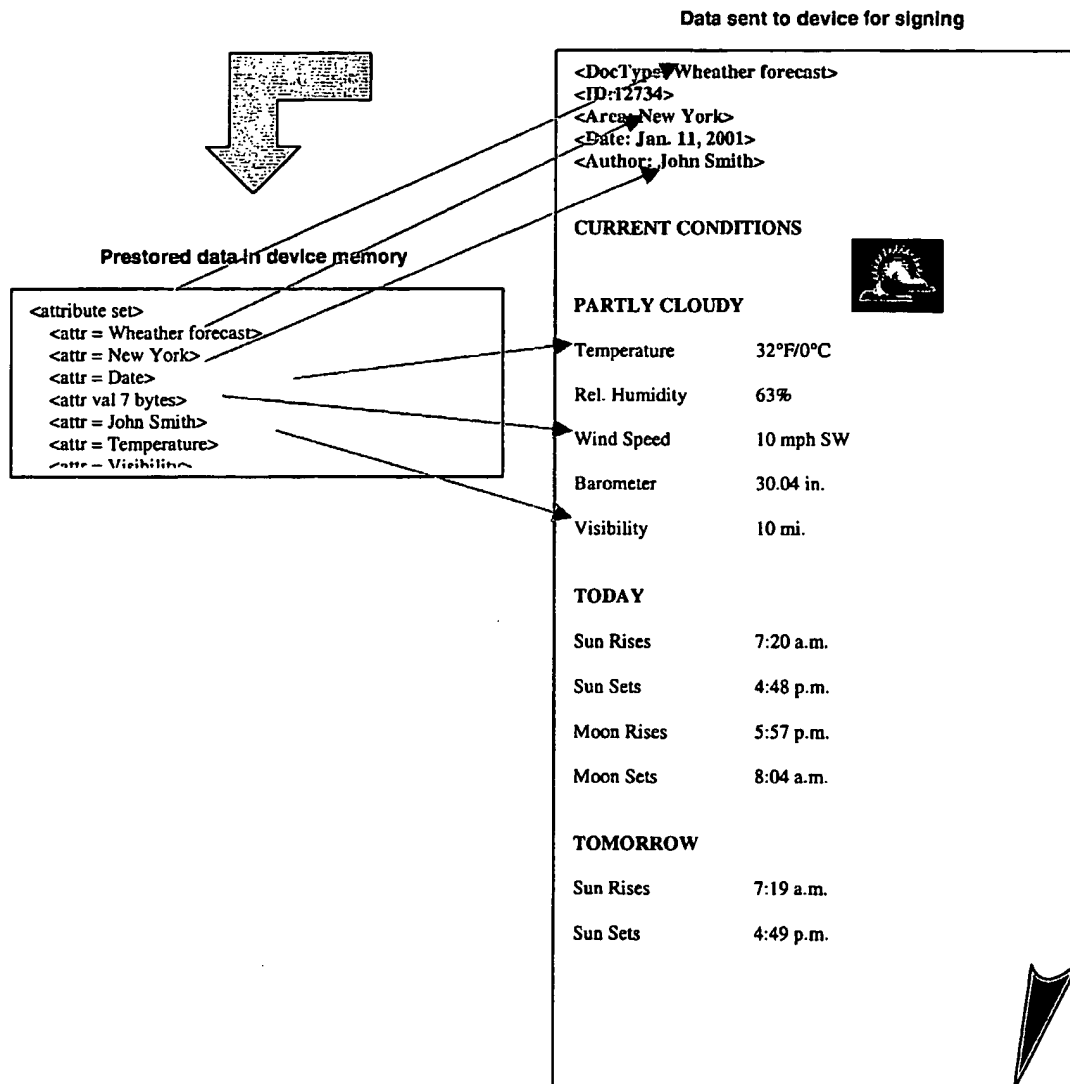 Data sent to device for signing
<DocType: Wheather forecast>
<ID:12734>
<Area: New York>
<Date: Jan. 11, 2001>
<Author: John Smith>
CURRENT CONDITIONS
PARTLY CLOUDY
Temperature 32°F/0°C
Rel. Humidity 63%
Wind Speed 10 mph SW
Barometer 30.04 in.
Visibility 10 mi.
TODAY
Sun Rises 7:20 a.m.
Sun Sets 4:48 p.m.
Moon Rises 5:57 p.m.
Moon Sets 8:04 a.m.
TOMORROW
Sun Rises 7:19 a.m.
Sun Sets 4:49 p.m.
Prestored data in device memory
<attribute set>
<attr = Wheather forecast>
<attr = New York>
<attr = Date>
<attr val 7 bytes>
<attr = John Smith>
<attr = Temperature>
<attr = Visibility>